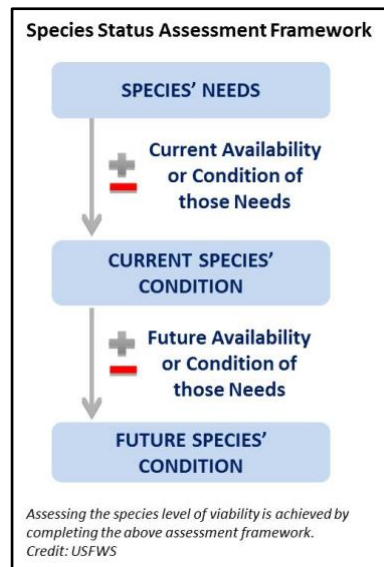 Species Status Assessment Framework
SPECIES' NEEDS
Current Availability
or Condition of
those Needs
CURRENT SPECIES'
CONDITION
Future Availability
or Condition of
those Needs
FUTURE SPECIES'
CONDITION
Assessing the species level of viability is achieved by
completing the above assessment framework.
Credit: USFWS